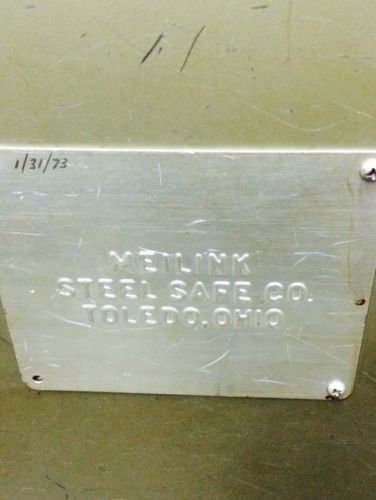 1/31/73
MEILINK
STEEL SAFE CO.
TOLEDO, OHIO